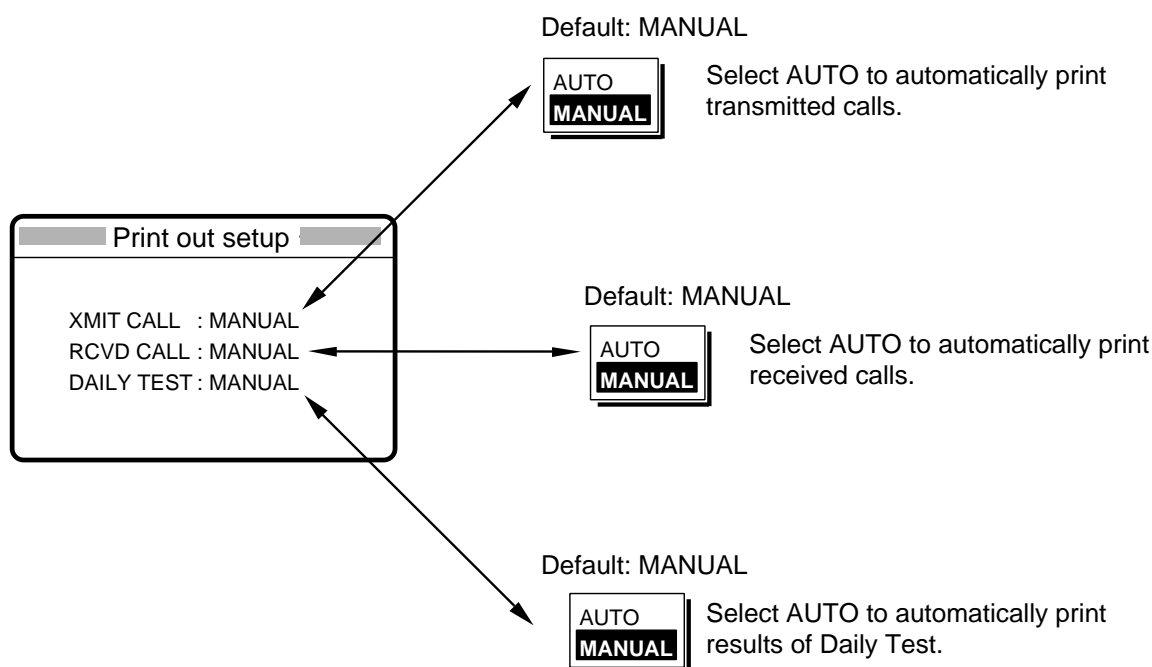 Default: MANUAL
AUTO
MANUAL
Select AUTO to automatically print
transmitted calls.
Print out setup
XMIT CALL : MANUAL
RCVD CALL : MANUAL
DAILY TEST : MANUAL
Default: MANUAL
AUTO
MANUAL
Select AUTO to automatically print
received calls.
Default: MANUAL
AUTO
MANUAL
Select AUTO to automatically print
results of Daily Test.